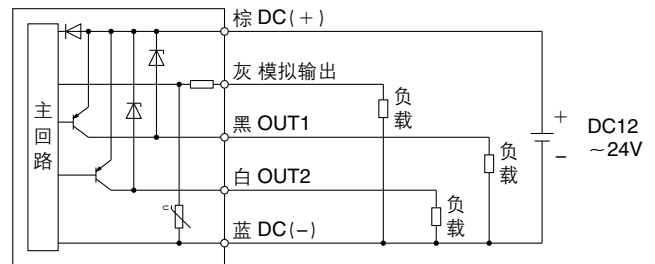 棕 DC(+)
灰 模拟输出
主回路
负载
+
DC12
~24V
−
黑 OUT1
负载
白 OUT2
负载
U
蓝 DC(-)